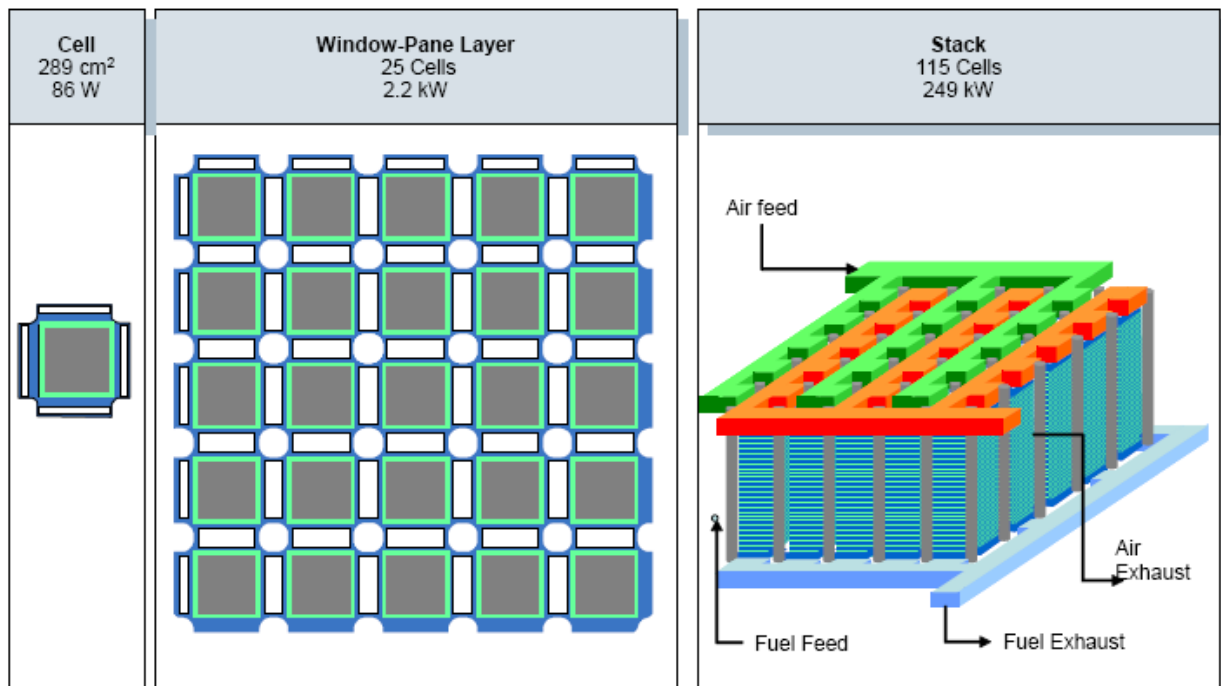 Cell
289 cm²
86 W
Window-Pane Layer
25 Cells
2.2 kW
Stack
115 Cells
249 kW
Air feed
Air
Exhaust
Fuel Feed
Fuel Exhaust